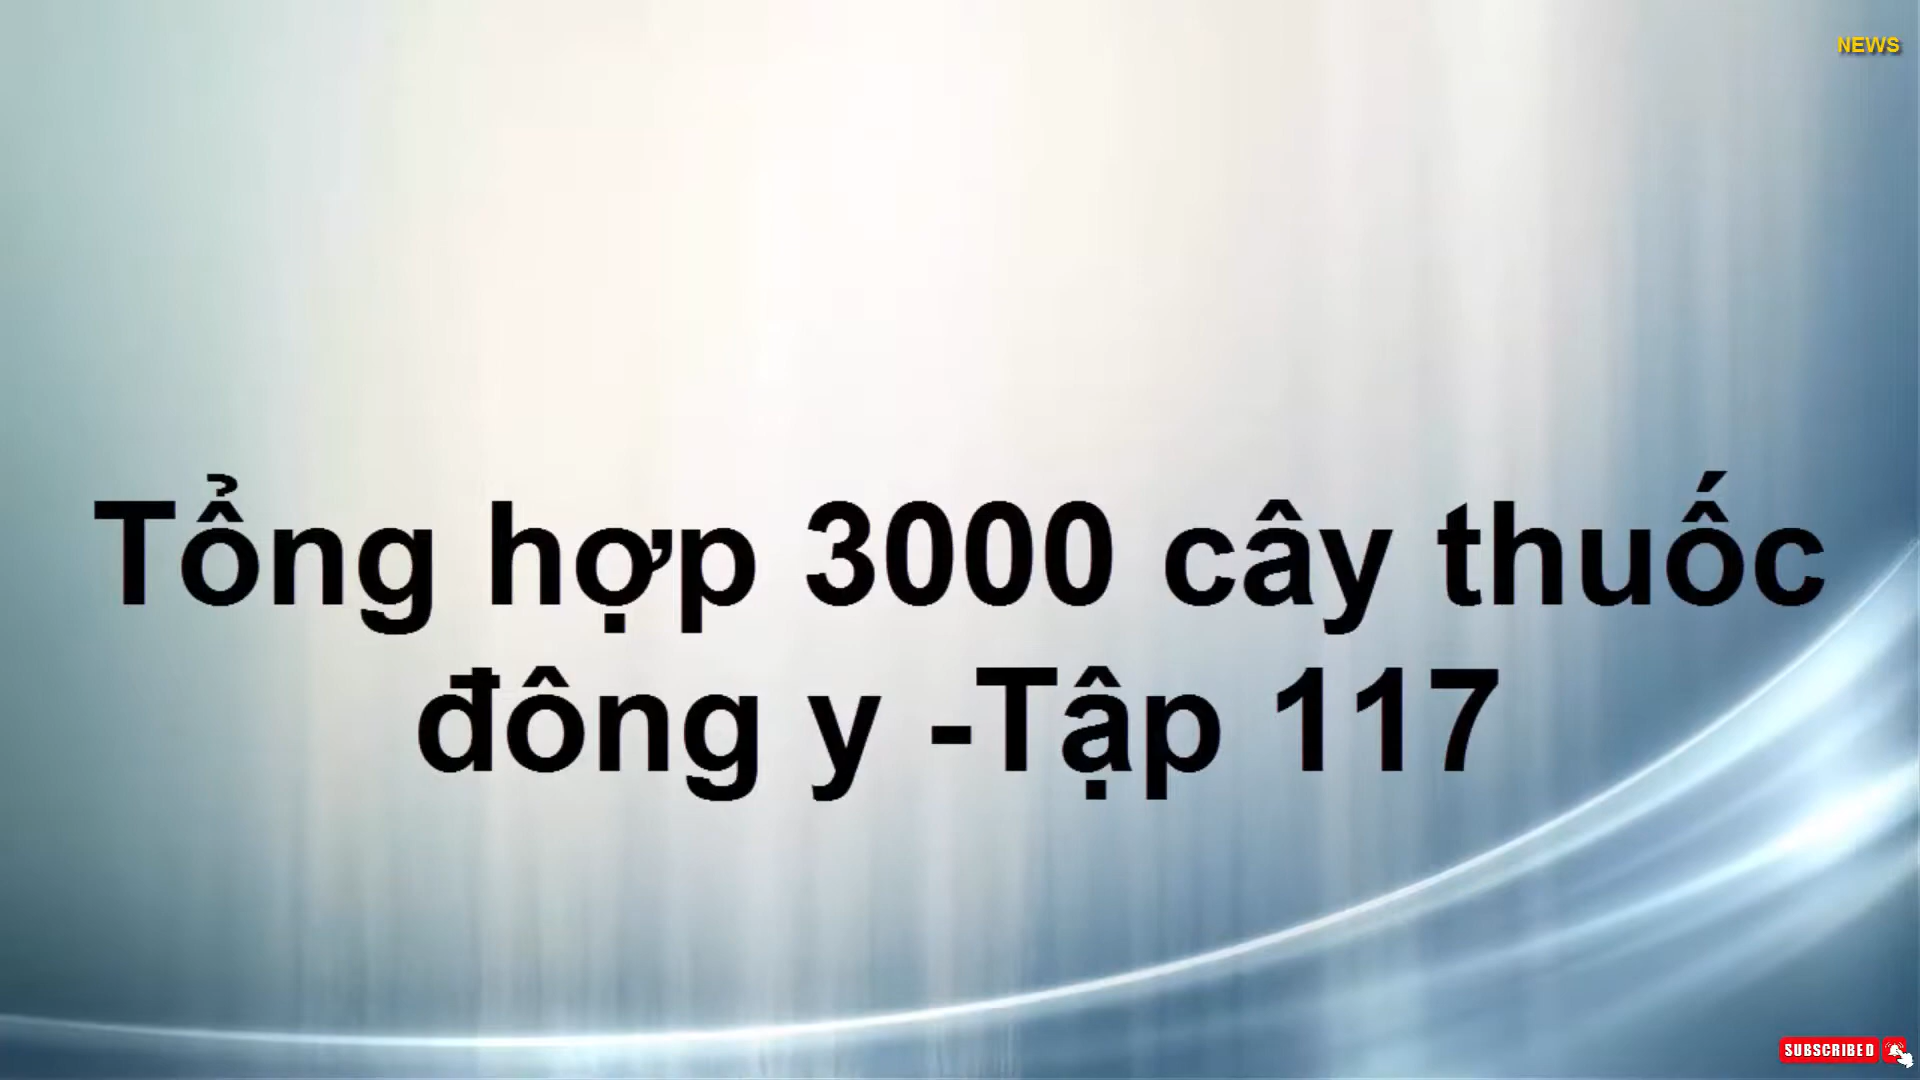 NEWS
Tổng hợp 3000 cây thuốc
đông y -Tập 117
SUBSCRIBED